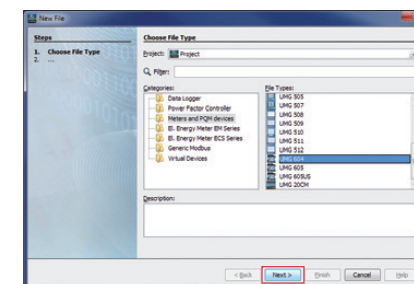 New File
Steps
1. Choose File Type
2. ...
Choose File Type
Project: Project
Filter:
Categories:
Data Logger
Power Factor Controller
Meters and PQM devices
El. Energy Meter EM Series
El. Energy Meter ECS Series
Generic Modbus
Virtual Devices
File Types:
UMG 505
UMG 507
UMG 508
UMG 509
UMG 510
UMG 511
UMG 512
UMG 604
UMG 605
UMG 605US
UMG 20CM
Description:
< Back
Next >
Finish
Cancel
Help